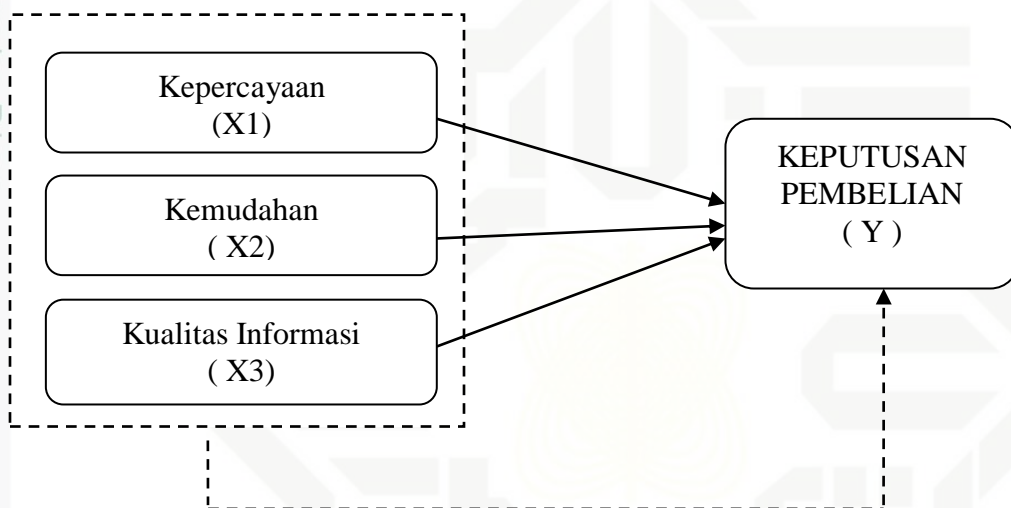 Kepercayaan
(X1)
Kemudahan
( X2)
Kualitas Informasi
( X3)
KEPUTUSAN
PEMBELIAN
( Y )